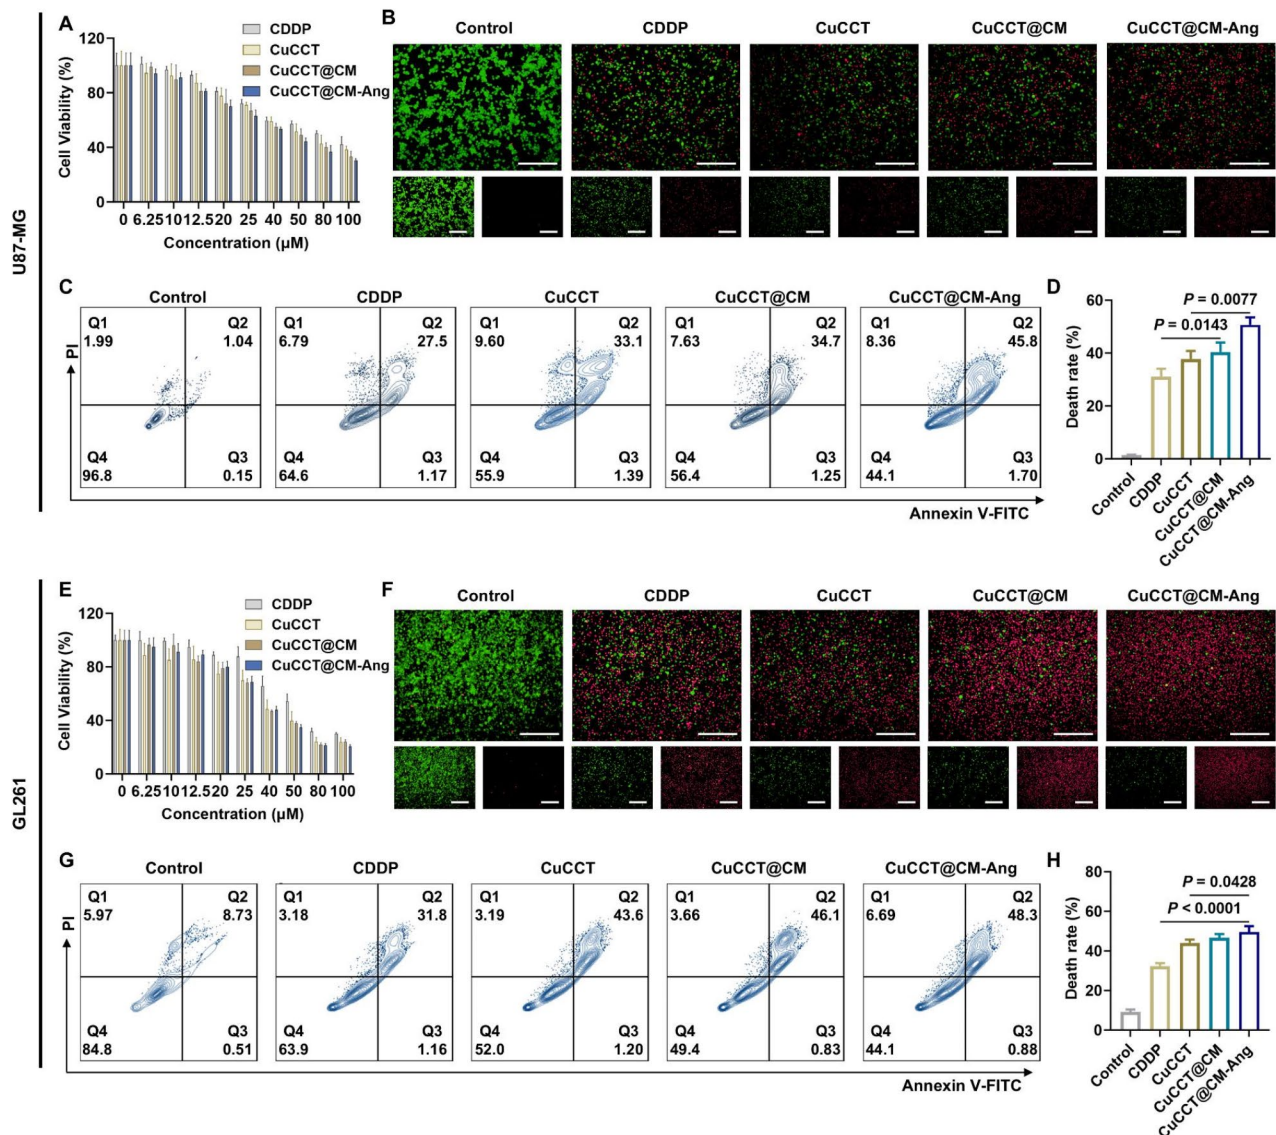 U87-MG
A
120
80
40
0
Cell Viability (%)
CDDP
CuCCT
CuCCT@CM
CuCCT@CM-Ang
0 6.25 10 12.5 20 25 40 50 80 100
Concentration (µM)
B
Control CDDP CuCCT CuCCT@CM CuCCT@CM-Ang
C
Control CDDP CuCCT CuCCT@CM CuCCT@CM-Ang
PI
Q1 Q2 Q1 Q2 Q1 Q2 Q1 Q2 Q1 Q2
1.99 1.04 6.79 27.5 9.60 33.1 7.63 34.7 8.36 45.8
Q4 Q3 Q4 Q3 Q4 Q3 Q4 Q3 Q4 Q3
96.8 0.15 64.6 1.17 55.9 1.39 56.4 1.25 44.1 1.70
Annexin V-FITC
D
60
40
20
0
Death rate (%)
P = 0.0077
P = 0.0143
Control
CDDP
CuCCT
CuCCT@CM
CuCCT@CM-Ang
GL261
E
120
80
40
0
Cell Viability (%)
CDDP
CuCCT
CuCCT@CM
CuCCT@CM-Ang
0 6.25 10 12.5 20 25 40 50 80 100
Concentration (µM)
F
Control CDDP CuCCT CuCCT@CM CuCCT@CM-Ang
G
Control CDDP CuCCT CuCCT@CM CuCCT@CM-Ang
PI
Q1 Q2 Q1 Q2 Q1 Q2 Q1 Q2 Q1 Q2
5.97 8.73 3.18 31.8 3.19 43.6 3.66 46.1 6.69 48.3
Q4 Q3 Q4 Q3 Q4 Q3 Q4 Q3 Q4 Q3
84.8 0.51 63.9 1.16 52.0 1.20 49.4 0.83 44.1 0.88
Annexin V-FITC
H
80
60
40
20
0
Death rate (%)
P = 0.0428
P < 0.0001
Control
CDDP
CuCCT
CuCCT@CM
CuCCT@CM-Ang